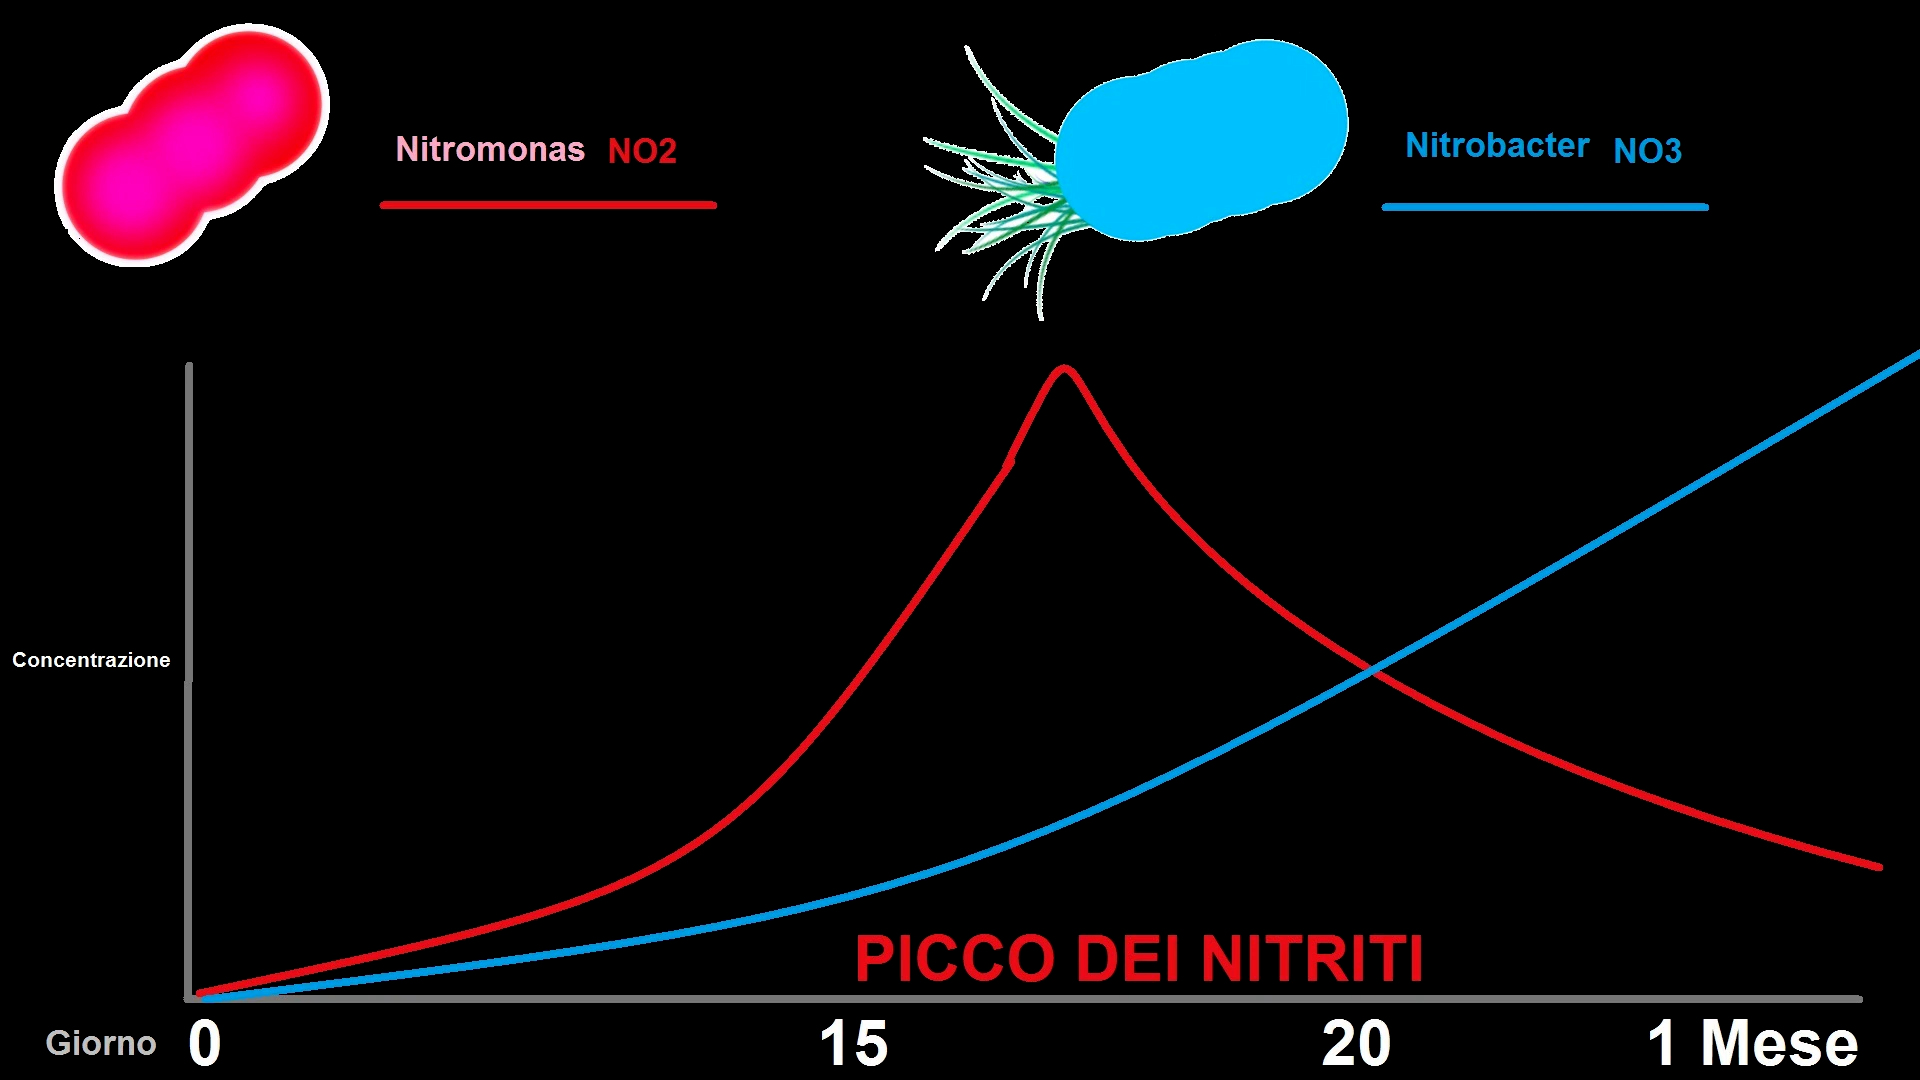 Nitromonas NO2
Nitrobacter NO3
Concentrazione
PICCO DEI NITRITI
Giorno 0 15 20 1 Mese